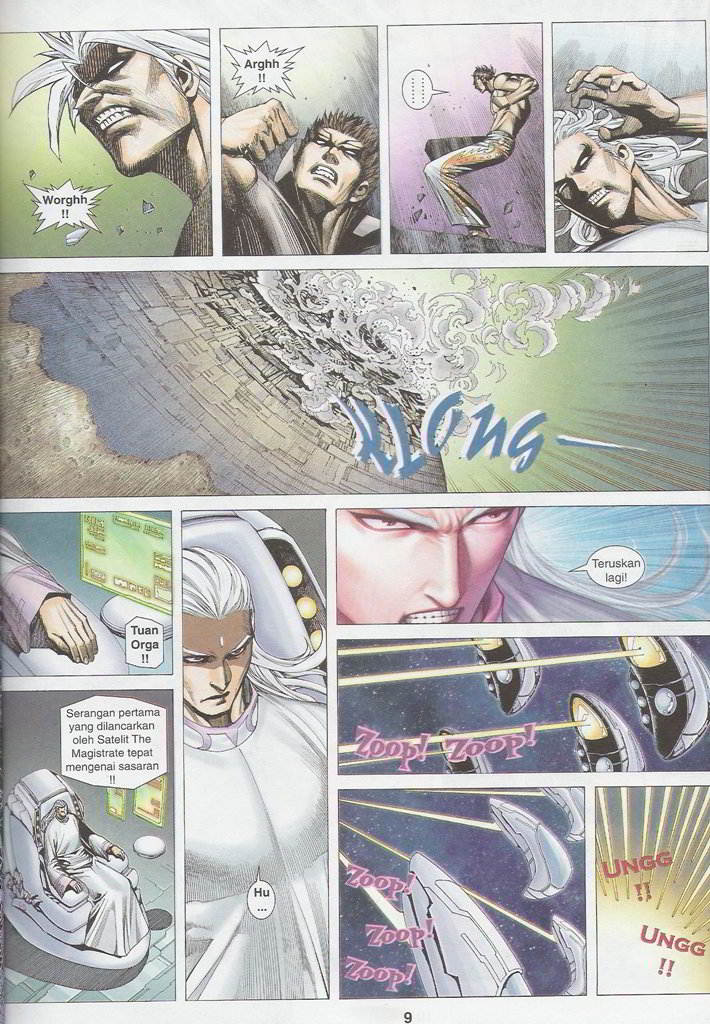 Worghh
!!
Arghh
!!
......
......
KLONG
Tuan
Orga
!!
Serangan pertama
yang dilancarkan
oleh Satelit The
Magistrate tepat
mengenai sasaran
!!
Hu
...
Teruskan
lagi!
Zoop! Zoop!
Zoop!
Zoop!
Zoop!
UNGG
!!
UNGG
!!
9